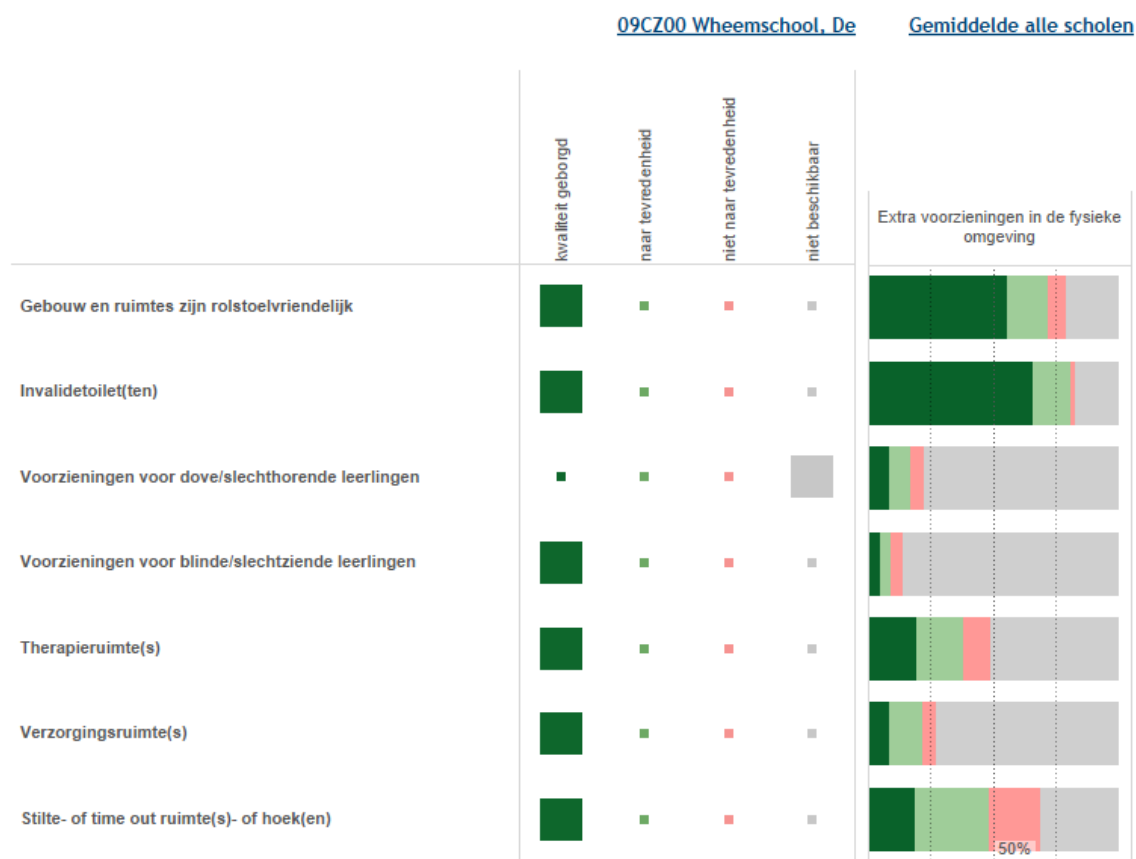 09CZ00 Wheemschool, De
Gemiddelde alle scholen
kwaliteit geborgd
naar tevredenheid
niet naar tevredenheid
niet beschikbaar
Extra voorzieningen in de fysieke
omgeving
Gebouw en ruimtes zijn rolstoelvriendelijk
Invalidetoilet(ten)
Voorzieningen voor dove/slechthorende leerlingen
Voorzieningen voor blinde/slechtziende leerlingen
Therapieruimte(s)
Verzorgingsruimte(s)
Stilte- of time out ruimte(s)- of hoek(en)
50%